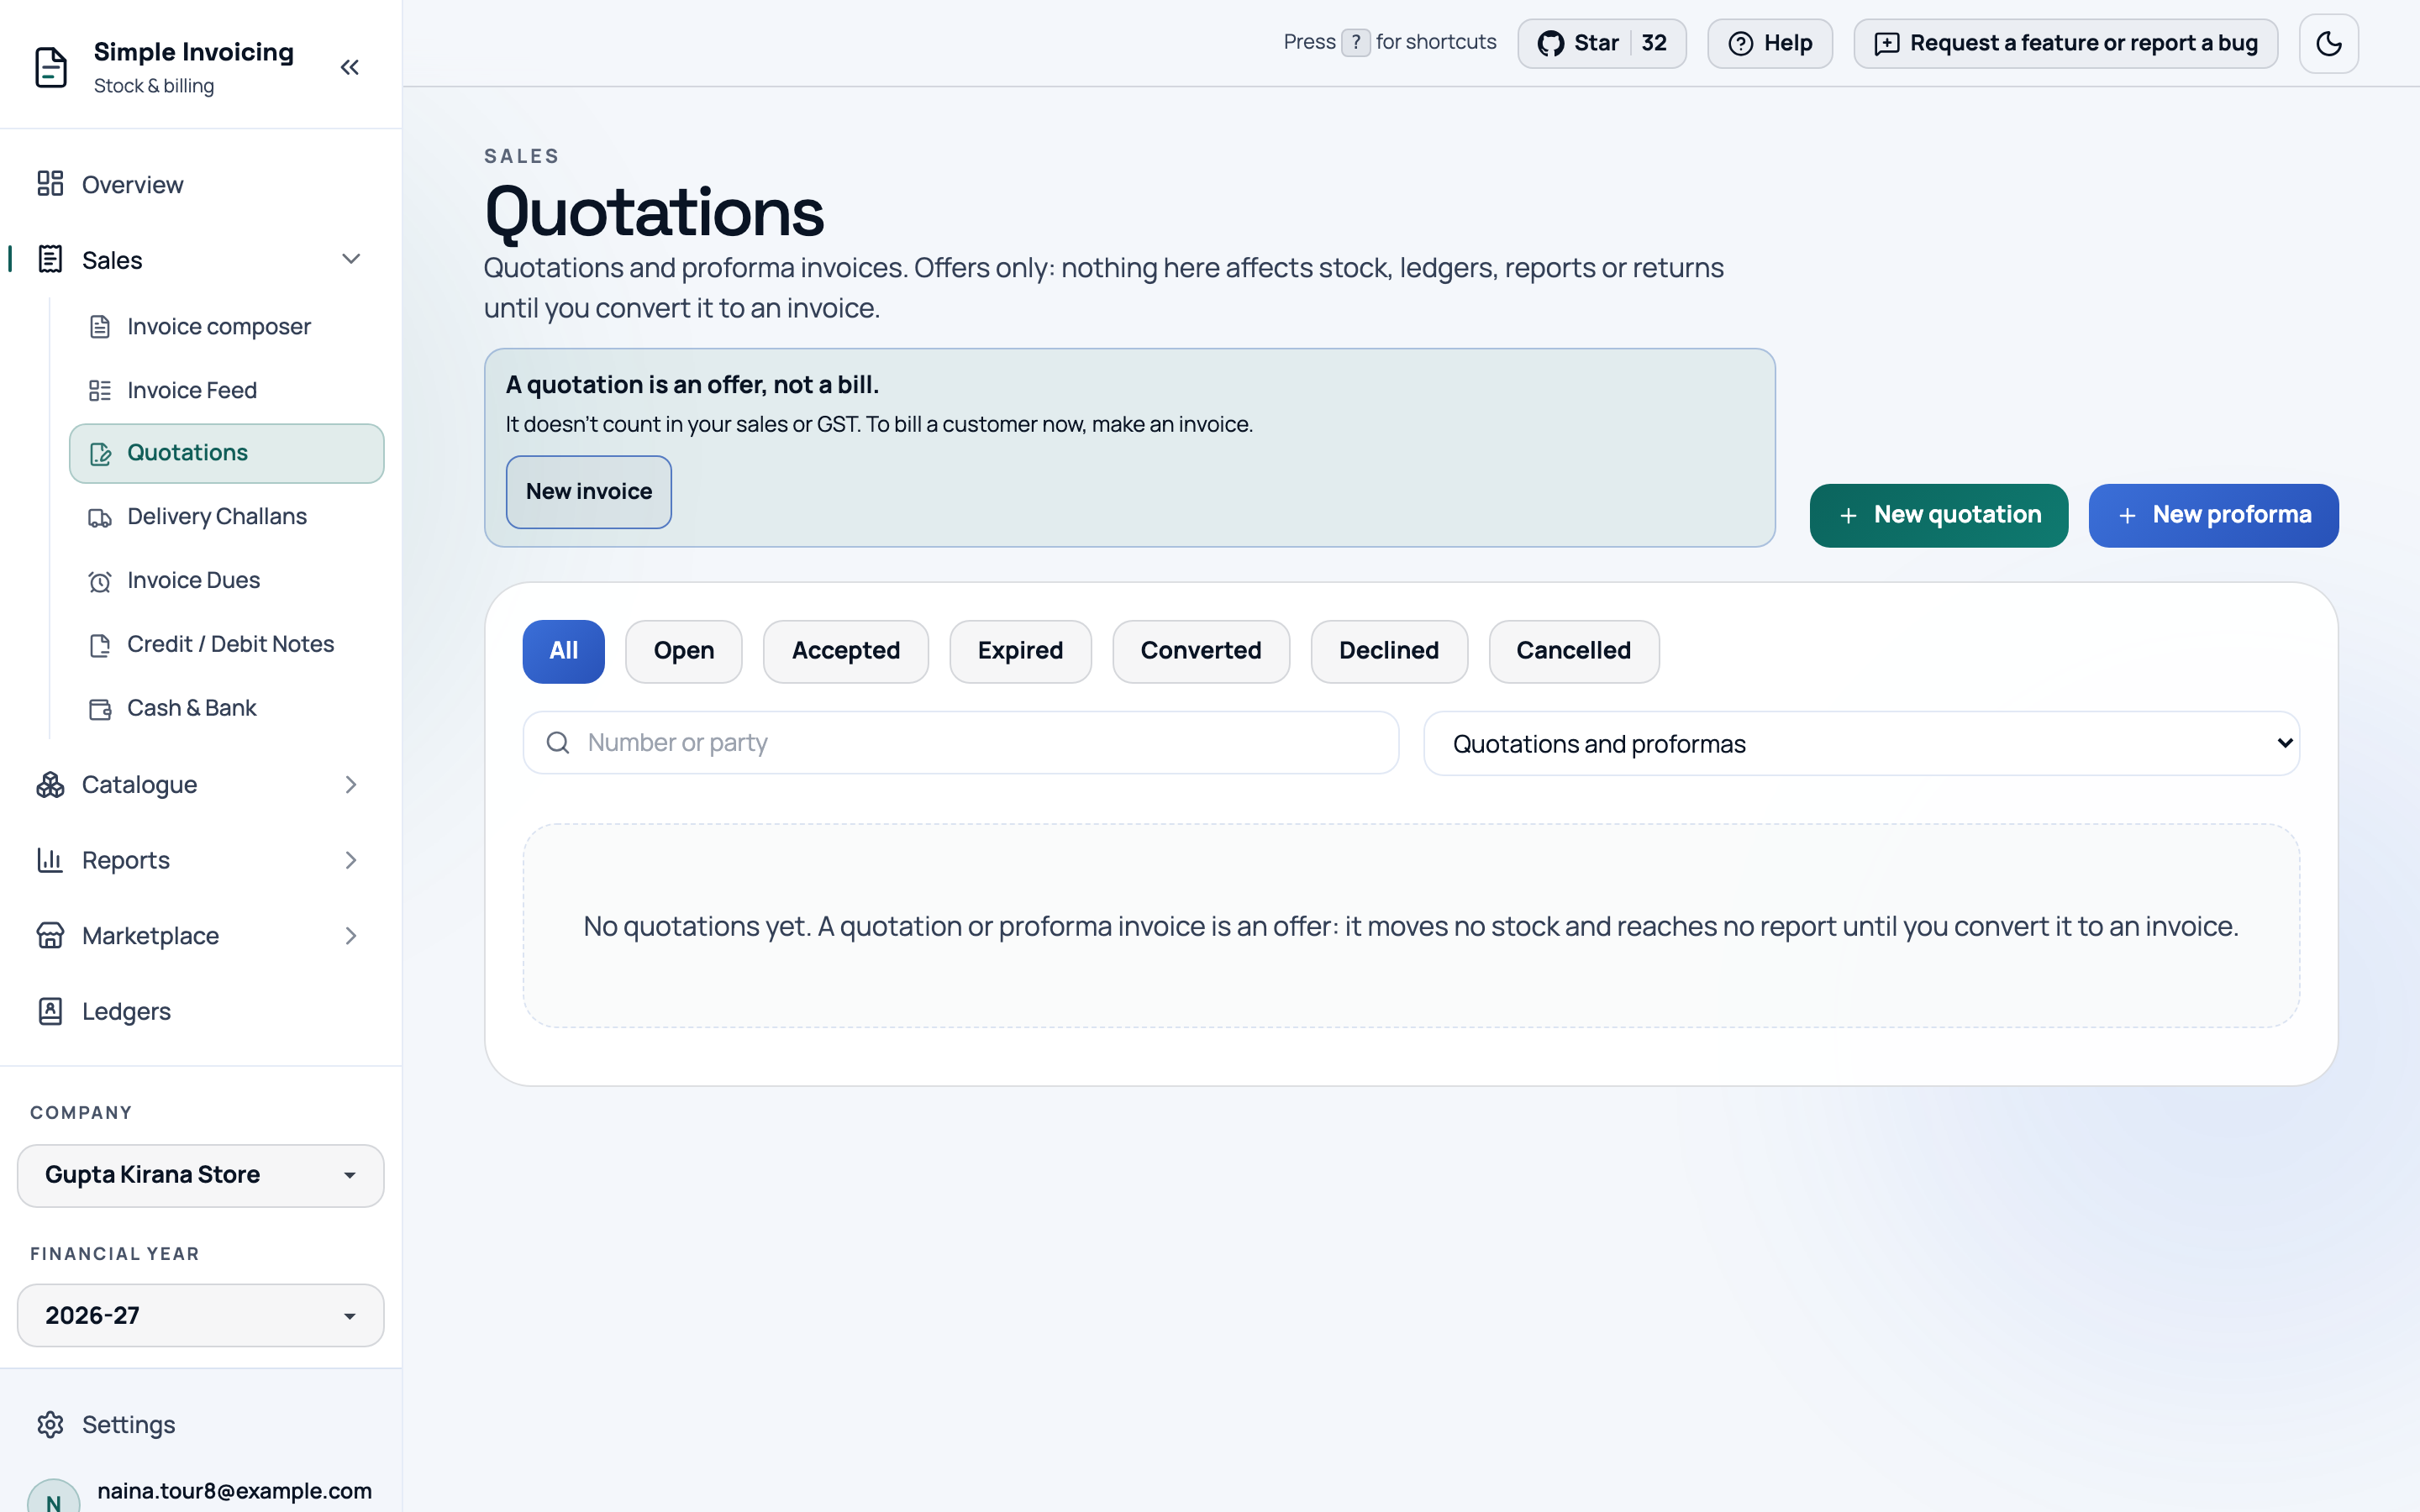 Simple Invoicing
Stock & billing
Press ? for shortcuts
Star 32
Help
Request a feature or report a bug
Overview
Sales
Invoice composer
Invoice Feed
Quotations
Delivery Challans
Invoice Dues
Credit / Debit Notes
Cash & Bank
Catalogue
Reports
Marketplace
Ledgers
COMPANY
Gupta Kirana Store
FINANCIAL YEAR
2026-27
Settings
N
naina.tour8@example.com
SALES
Quotations
Quotations and proforma invoices. Offers only: nothing here affects stock, ledgers, reports or returns
until you convert it to an invoice.
A quotation is an offer, not a bill.
It doesn't count in your sales or GST. To bill a customer now, make an invoice.
New invoice
+ New quotation
+ New proforma
All
Open
Accepted
Expired
Converted
Declined
Cancelled
Number or party
Quotations and proformas
No quotations yet. A quotation or proforma invoice is an offer: it moves no stock and reaches no report until you convert it to an invoice.